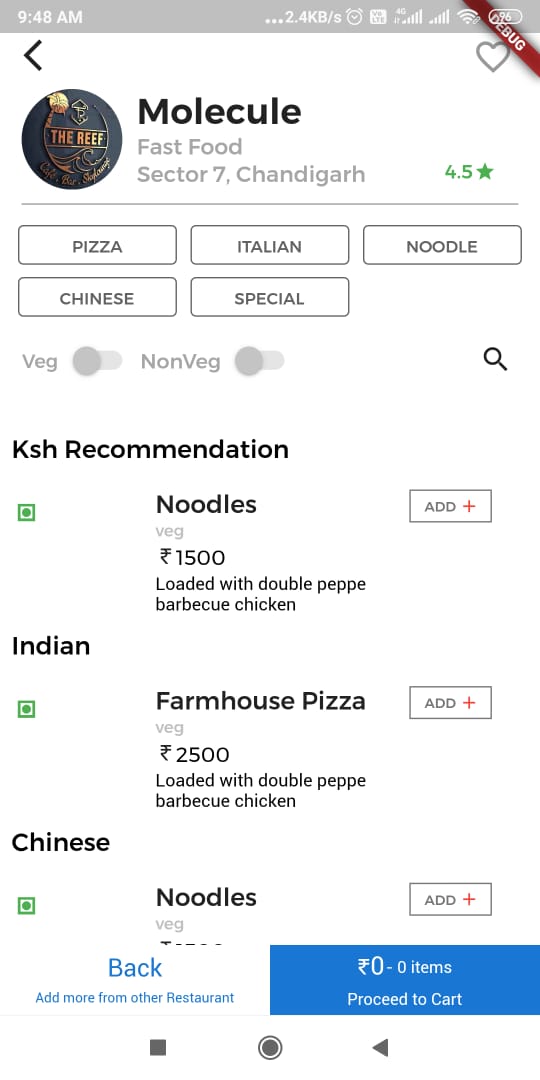 9:48 AM
...2.4KB/s 4G 96
DEBUG
THE REEF
Cafe . Bar . Skylounge
Molecule
Fast Food
Sector 7, Chandigarh
4.5
PIZZA ITALIAN NOODLE
CHINESE SPECIAL
Veg NonVeg
Ksh Recommendation
Noodles ADD +
veg
₹1500
Loaded with double peppe
barbecue chicken
Indian
Farmhouse Pizza ADD +
veg
₹2500
Loaded with double peppe
barbecue chicken
Chinese
Noodles ADD +
veg
Back
Add more from other Restaurant
₹0- 0 items
Proceed to Cart